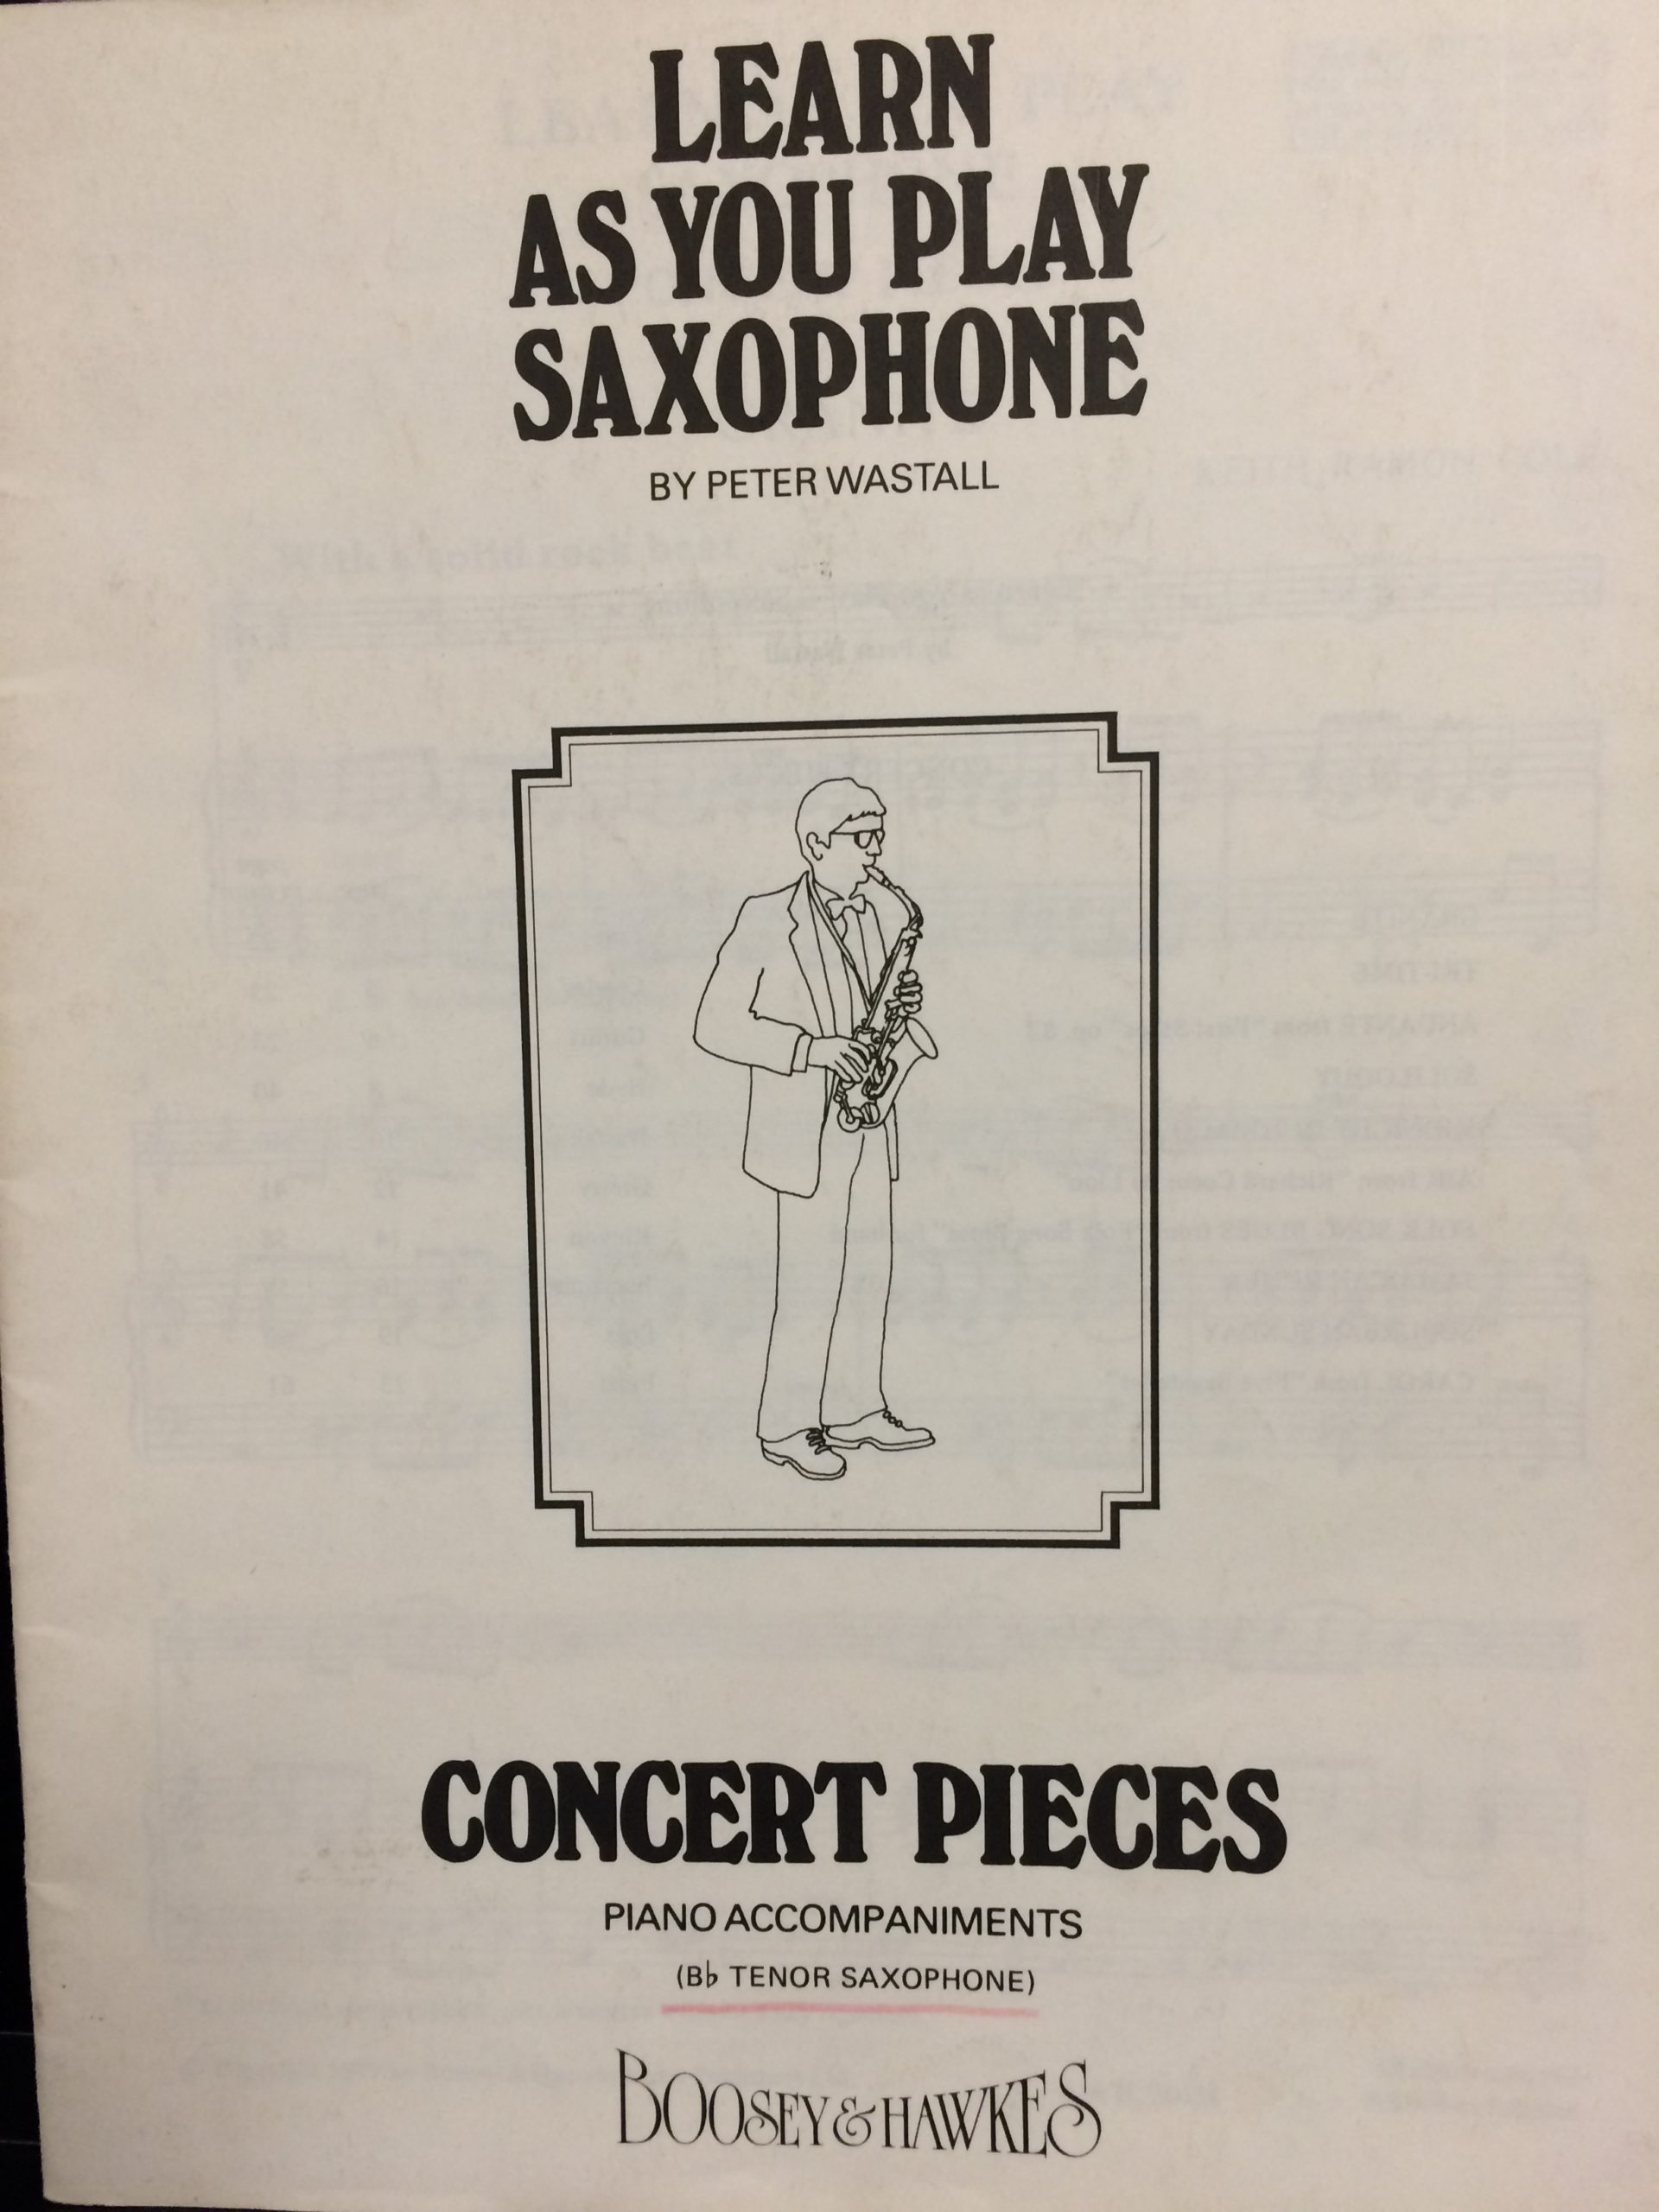 LEARN
AS YOU PLAY
SAXOPHONE
BY PETER WASTALL
CONCERT PIECES
PIANO ACCOMPANIMENTS
(B♭ TENOR SAXOPHONE)
BOOSEY & HAWKES